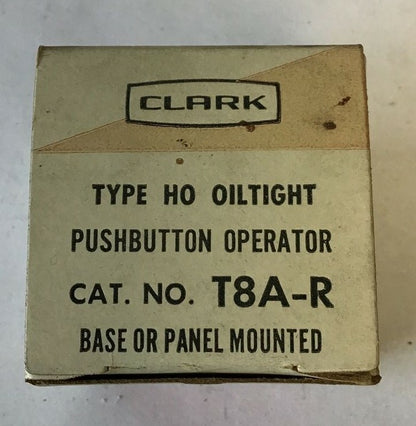 CLARK
TYPE HO OILTIGHT
PUSHBUTTON OPERATOR
CAT. NO. T8A-R
BASE OR PANEL MOUNTED